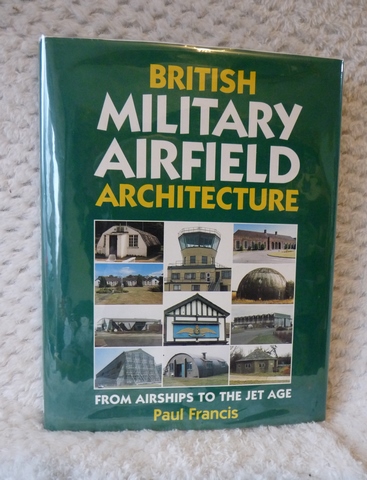 BRITISH
MILITARY
AIRFIELD
ARCHITECTURE
FROM AIRSHIPS TO THE JET AGE
Paul Francis